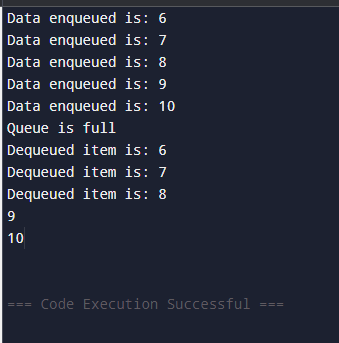 Data enqueued is: 6
Data enqueued is: 7
Data enqueued is: 8
Data enqueued is: 9
Data enqueued is: 10
Queue is full
Dequeued item is: 6
Dequeued item is: 7
Dequeued item is: 8
9
10
=== Code Execution Successful ===